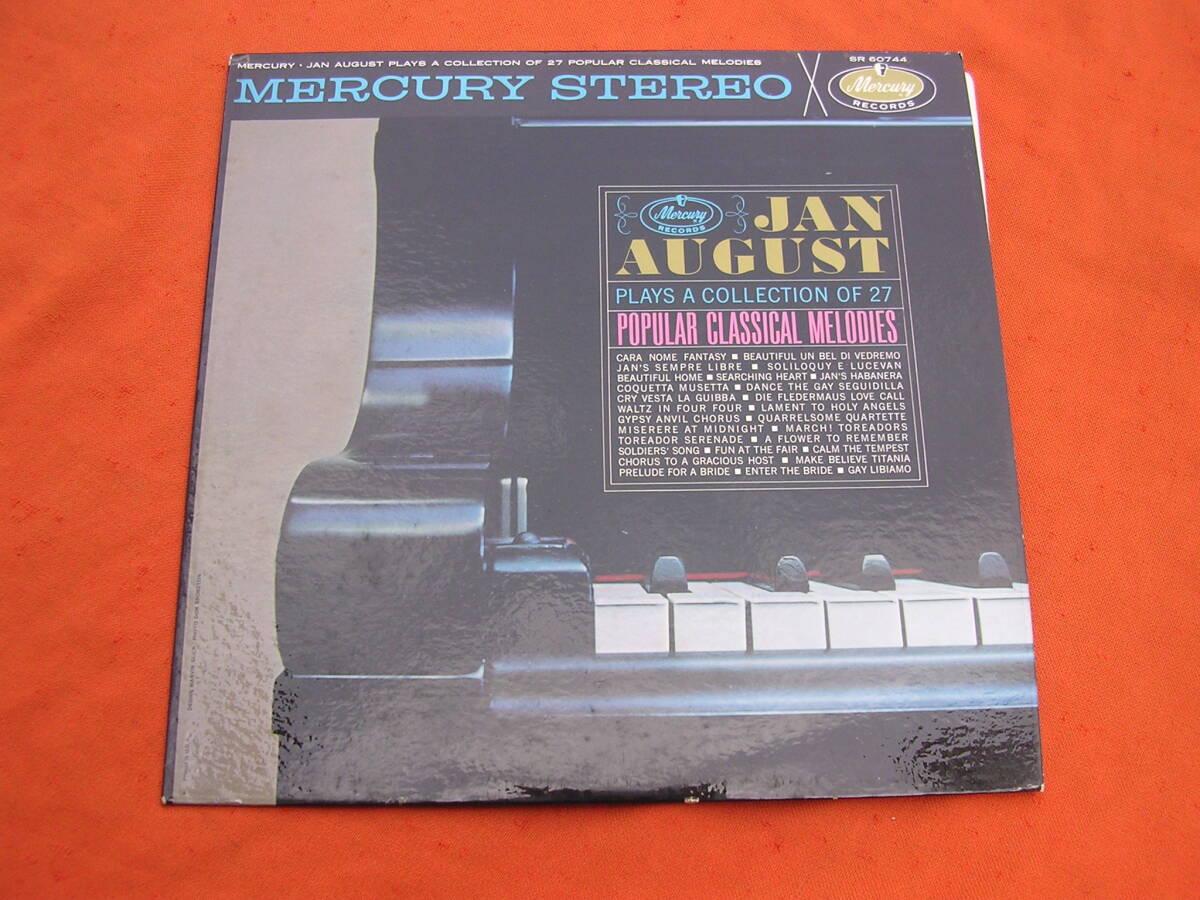 MERCURY • JAN AUGUST PLAYS A COLLECTION OF 27 POPULAR CLASSICAL MELODIES
SR 60744
MERCURY STEREO
Mercury
RECORDS
Mercury
RECORDS
JAN
AUGUST
PLAYS A COLLECTION OF 27
POPULAR CLASSICAL MELODIES
CARA NOME FANTASY ■ BEAUTIFUL UN BEL DI VEDREMO
JAN'S SEMPRE LIBRE ■ SOLILOQUY E LUCEVAN
BEAUTIFUL HOME ■ SEARCHING HEART ■ JAN'S HABANERA
COQUETTA MUSETTA ■ DANCE THE GAY SEGUIDILLA
CRY VESTA LA GUIBBA ■ DIE FLEDERMAUS LOVE CALL
WALTZ IN FOUR FOUR ■ LAMENT TO HOLY ANGELS
GYPSY ANVIL CHORUS ■ QUARRELSOME QUARTETTE
MISERERE AT MIDNIGHT ■ MARCH! TOREADORS
TOREADOR SERENADE ■ A FLOWER TO REMEMBER
SOLDIERS' SONG ■ FUN AT THE FAIR ■ CALM THE TEMPEST
CHORUS TO A GRACIOUS HOST ■ MAKE BELIEVE TITANIA
PRELUDE FOR A BRIDE ■ ENTER THE BRIDE ■ GAY LIBIAMO